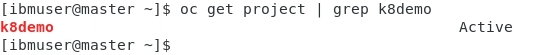 [ibmuser@master ~]$ oc get project | grep k8demo
k8demo Active
[ibmuser@master ~]$